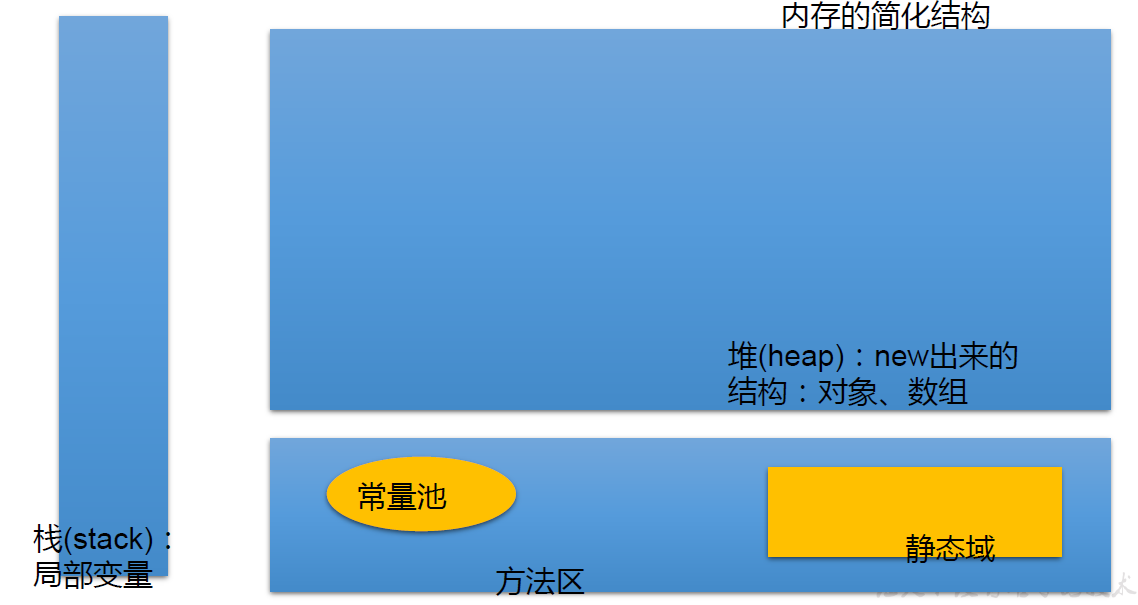 内存的简化结构
堆(heap)：new出来的
结构：对象、数组
常量池
静态域
栈(stack)：
局部变量
方法区